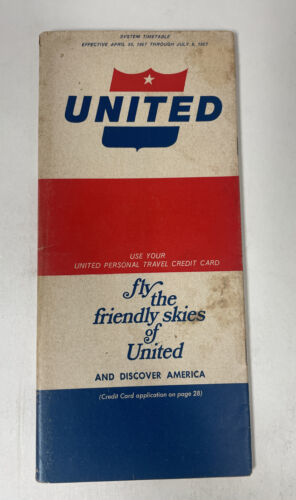 SYSTEM TIMETABLE
EFFECTIVE APRIL 30, 1967 THROUGH JULY 5, 1967
UNITED
USE YOUR
UNITED PERSONAL TRAVEL CREDIT CARD
fly
the
friendly skies
of
United
AND DISCOVER AMERICA
(Credit Card application on page 28)